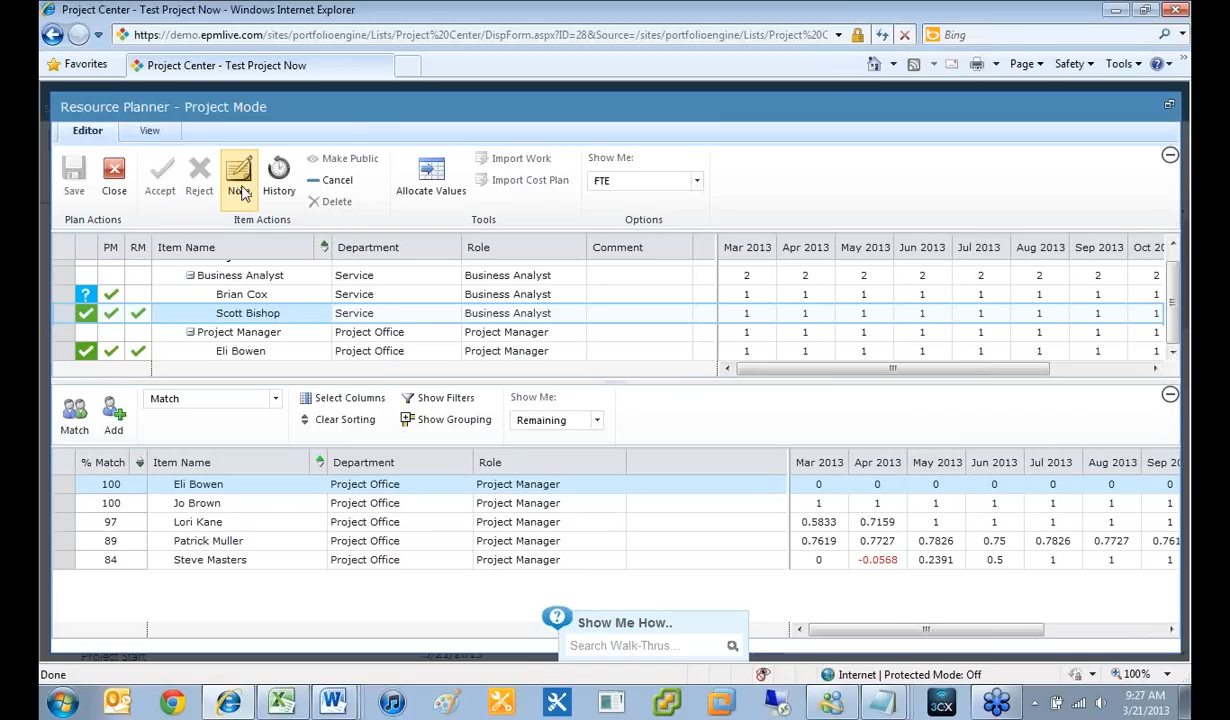 Project Center - Test Project Now - Windows Internet Explorer
https://demo.epmlive.com/sites/portfolioengine/Lists/Project%20Center/DispForm.aspx?ID=28&Source=/sites/portfolioengine/Lists/Project%20C
Bing
Favorites
Project Center - Test Project Now
Page
Safety
Tools
Resource Planner - Project Mode
Editor
View
Save
Close
Accept
Reject
History
Make Public
Cancel
Delete
Allocate Values
Import Work
Import Cost Plan
Show Me:
FTE
Plan Actions
Item Actions
Tools
Options
PM RM Item Name Department Role Comment Mar 2013 Apr 2013 May 2013 Jun 2013 Jul 2013 Aug 2013 Sep 2013 Oct 20
Business Analyst Service Business Analyst 2 2 2 2 2 2 2 2
Brian Cox Service Business Analyst 1 1 1 1 1 1 1 1
Scott Bishop Service Business Analyst 1 1 1 1 1 1 1 1
Project Manager Project Office Project Manager 1 1 1 1 1 1 1 1
Eli Bowen Project Office Project Manager 1 1 1 1 1 1 1 1
Match
Add
Match
Select Columns
Clear Sorting
Show Filters
Show Grouping
Show Me:
Remaining
% Match Item Name Department Role Mar 2013 Apr 2013 May 2013 Jun 2013 Jul 2013 Aug 2013 Sep 20
100 Eli Bowen Project Office Project Manager 0 0 0 0 0 0 0
100 Jo Brown Project Office Project Manager 1 1 1 1 1 1 1
97 Lori Kane Project Office Project Manager 0.5833 0.7159 1 1 1 1 1
89 Patrick Muller Project Office Project Manager 0.7619 0.7727 0.7826 0.75 0.7826 0.7727 0.761
84 Steve Masters Project Office Project Manager 0 -0.0568 0.2391 0.5 1 1 1
Show Me How..
Search Walk-Thrus...
Done
Internet | Protected Mode: Off
100%
3CX
9:27 AM
3/21/2013